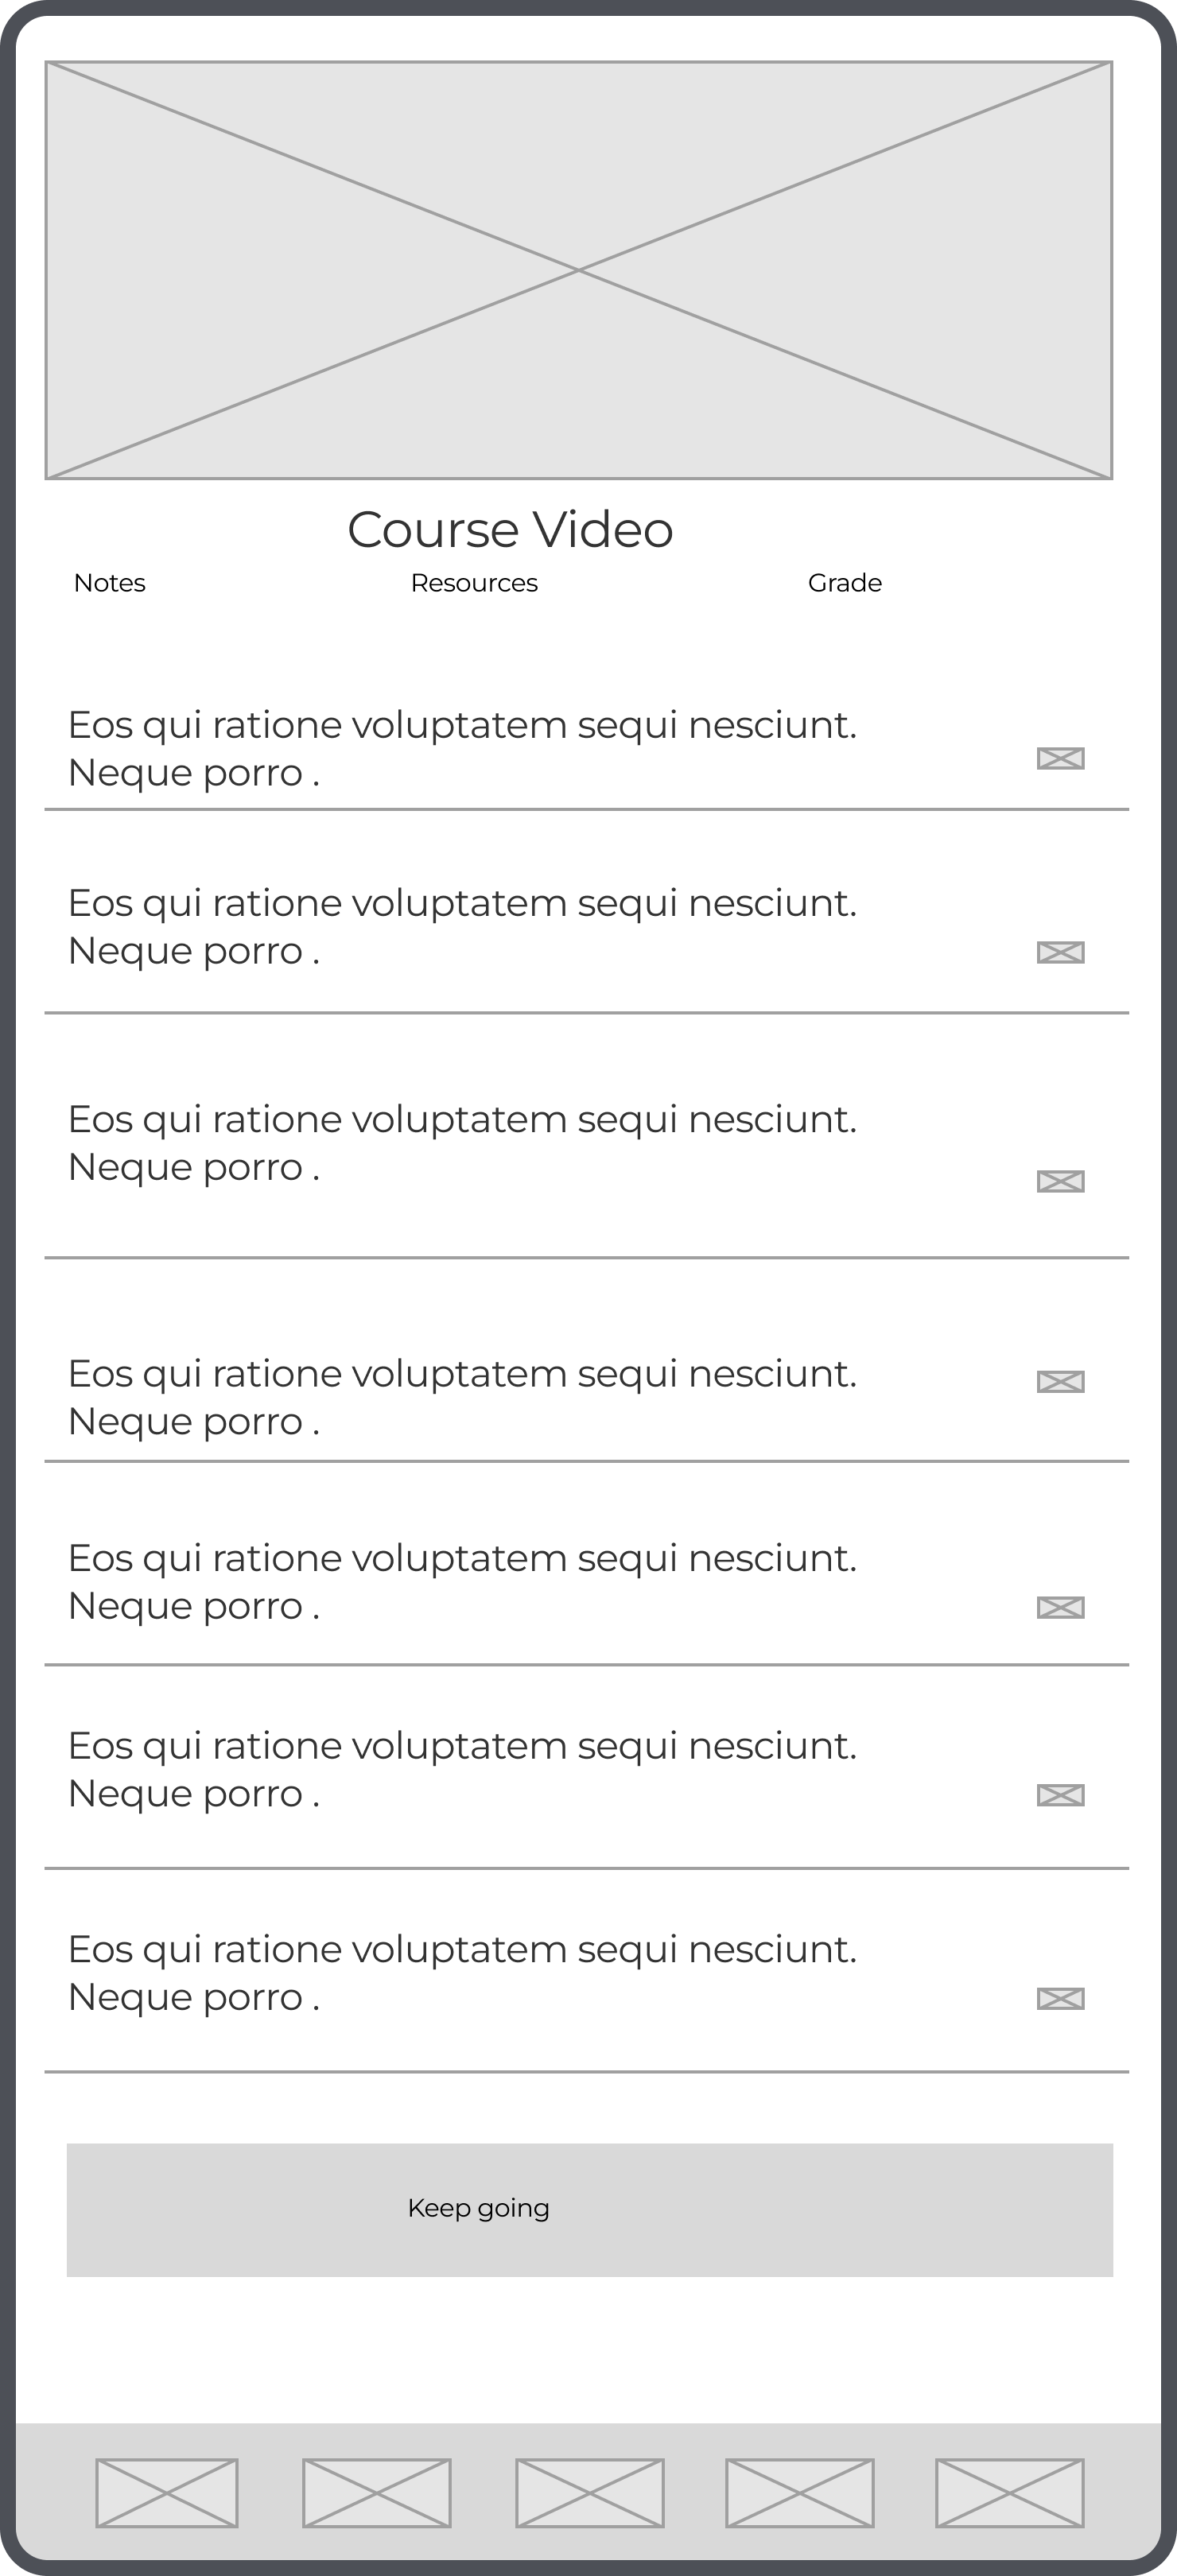 Course Video
Notes Resources Grade
Eos qui ratione voluptatem sequi nesciunt.
Neque porro .
Eos qui ratione voluptatem sequi nesciunt.
Neque porro .
Eos qui ratione voluptatem sequi nesciunt.
Neque porro .
Eos qui ratione voluptatem sequi nesciunt.
Neque porro .
Eos qui ratione voluptatem sequi nesciunt.
Neque porro .
Eos qui ratione voluptatem sequi nesciunt.
Neque porro .
Eos qui ratione voluptatem sequi nesciunt.
Neque porro .
Keep going